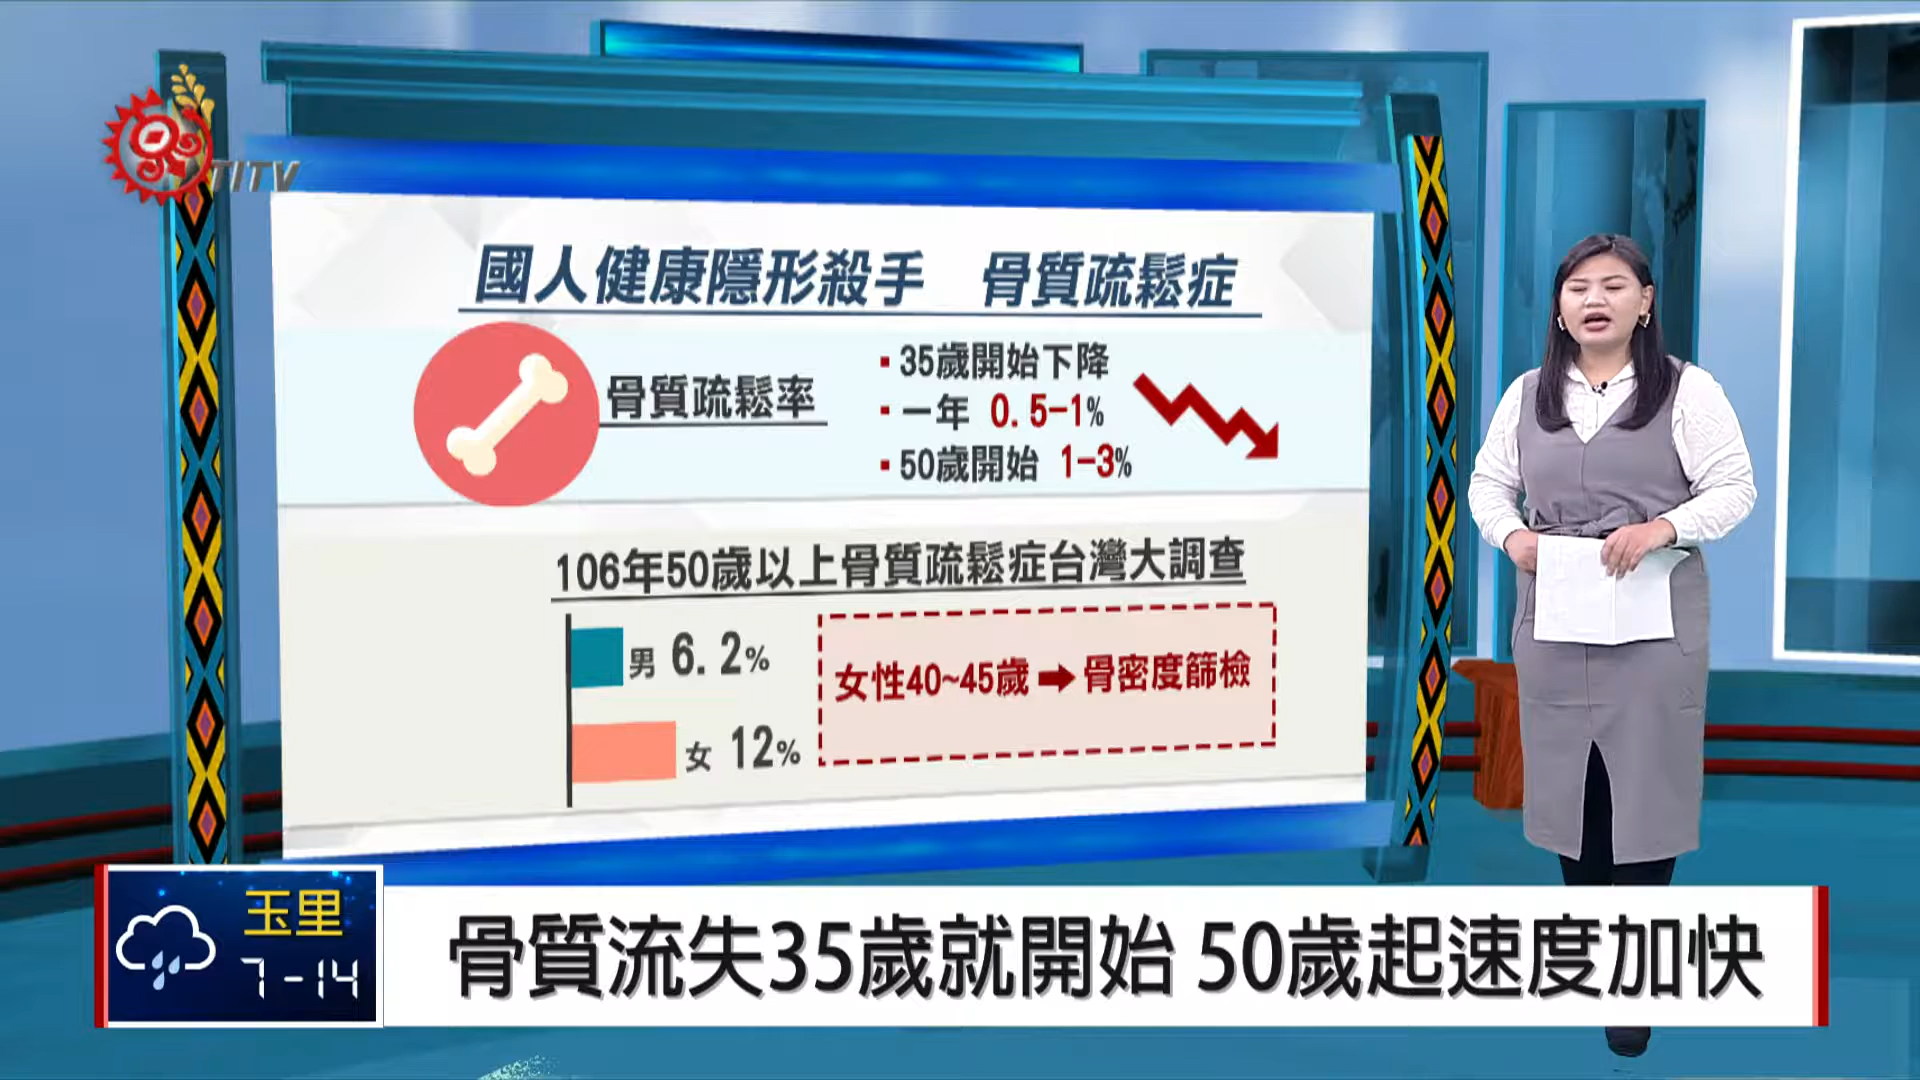 TITV
國人健康隱形殺手 骨質疏鬆症
骨質疏鬆率
35歲開始下降
一年 0.5-1%
50歲開始 1-3%
106年50歲以上骨質疏鬆症台灣大調查
男 6.2%
女 12%
女性40~45歲➡骨密度篩檢
玉里
7-14
骨質流失35歲就開始 50歲起速度加快